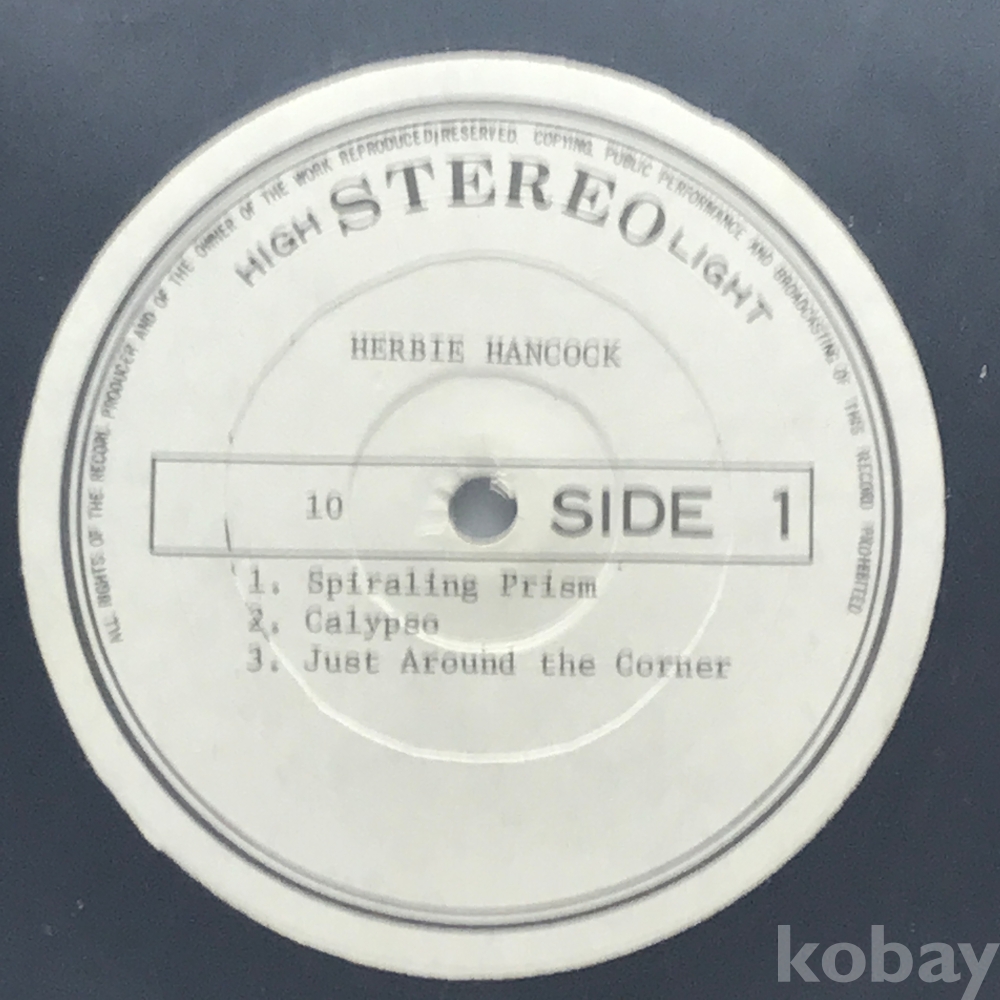 ALL RIGHTS OF THE RECORD PRODUCER AND OF THE OWNER OF THE WORK REPRODUCED RESERVED. COPYING, PUBLIC PERFORMANCE AND BROADCASTING OF THIS RECORD PROHIBITED
HIGH STEREO LIGHT
HERBIE HANCOCK
10 SIDE 1
1. Spiraling Prism
2. Calypso
3. Just Around the Corner
kobay